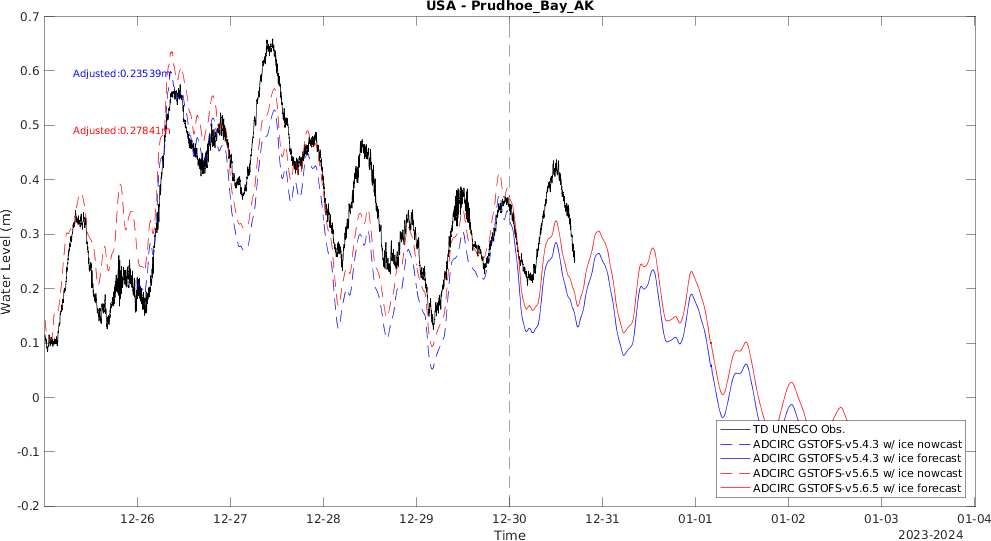 USA - Prudhoe_Bay_AK
0.7
0.6
0.5
0.4
0.3
0.2
0.1
0
-0.1
-0.2
Water Level (m)
Adjusted:0.23539m
Adjusted:0.27841m
TD UNESCO Obs.
ADCIRC GSTOFS-v5.4.3 w/ ice nowcast
ADCIRC GSTOFS-v5.4.3 w/ ice forecast
ADCIRC GSTOFS-v5.6.5 w/ ice nowcast
ADCIRC GSTOFS-v5.6.5 w/ ice forecast
12-26 12-27 12-28 12-29 12-30 12-31 01-01 01-02 01-03 01-04
Time
2023-2024